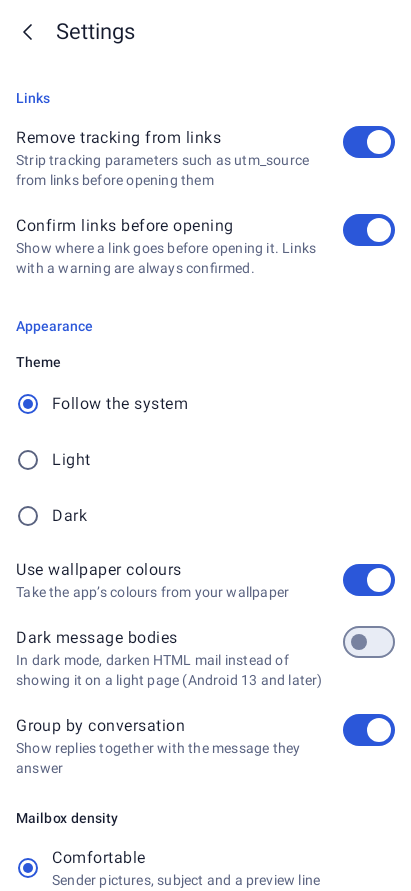 Settings
Links
Remove tracking from links
Strip tracking parameters such as utm_source
from links before opening them
Confirm links before opening
Show where a link goes before opening it. Links
with a warning are always confirmed.
Appearance
Theme
Follow the system
Light
Dark
Use wallpaper colours
Take the app's colours from your wallpaper
Dark message bodies
In dark mode, darken HTML mail instead of
showing it on a light page (Android 13 and later)
Group by conversation
Show replies together with the message they
answer
Mailbox density
Comfortable
Sender pictures, subject and a preview line